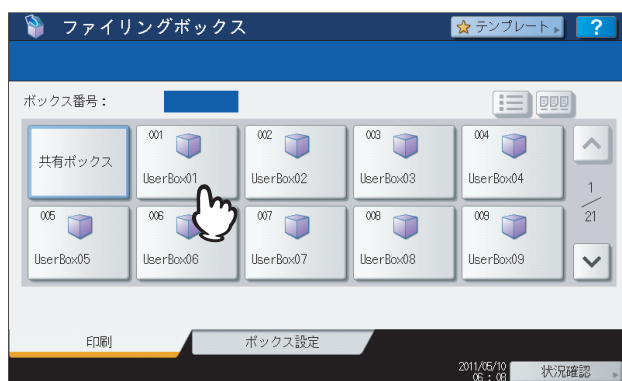 ファイリングボックス
テンプレート
?
ボックス番号：
共有ボックス
001
UserBox01
002
UserBox02
003
UserBox03
004
UserBox04
005
UserBox05
006
UserBox06
007
UserBox07
008
UserBox08
009
UserBox09
1
21
印刷
ボックス設定
2011/05/10
06 : 08
状況確認